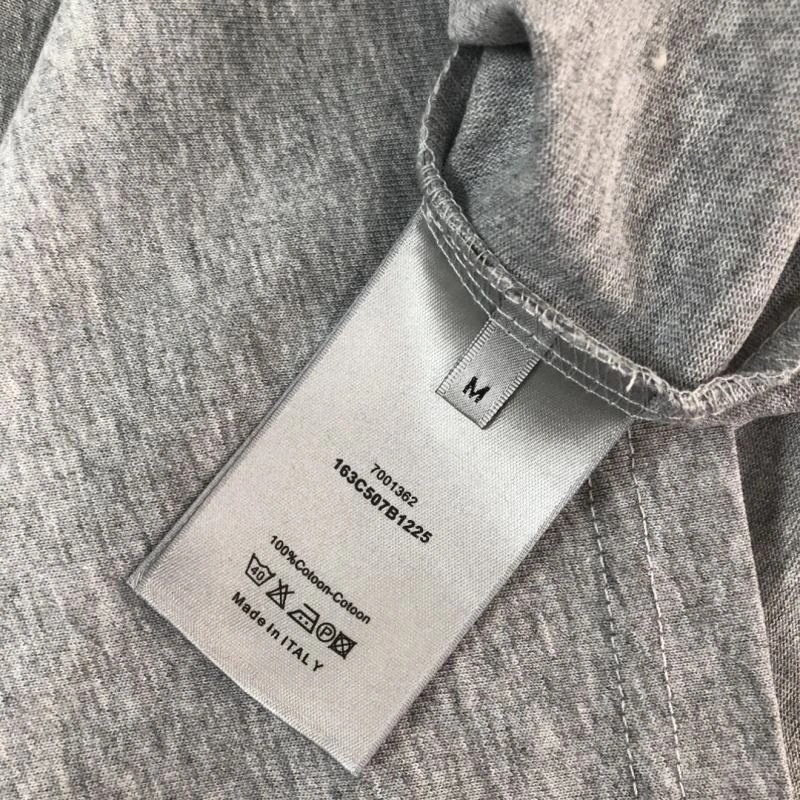 M
7001362
163C507B1225
100%Cotoon-Cotoon
40
P
Made In ITALY